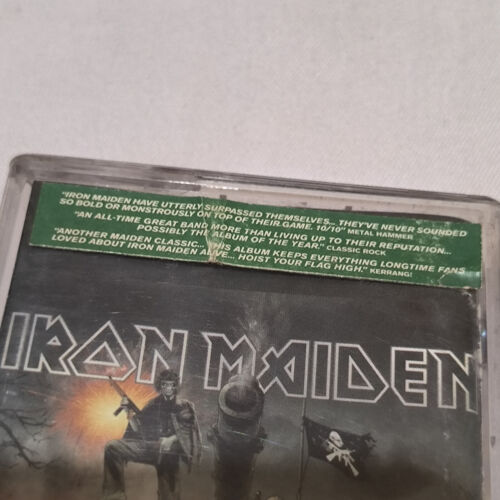 "IRON MAIDEN HAVE UTTERLY SURPASSED THEMSELVES... THEY'VE NEVER SOUNDED
SO BOLD OR MONSTROUSLY ON TOP OF THEIR GAME. 10/10" METAL HAMMER
"AN ALL-TIME GREAT BAND MORE THAN LIVING UP TO THEIR REPUTATION...
POSSIBLY THE ALBUM OF THE YEAR." CLASSIC ROCK
"ANOTHER MAIDEN CLASSIC... THIS ALBUM KEEPS EVERYTHING LONGTIME FANS
LOVED ABOUT IRON MAIDEN ALIVE... HOIST YOUR FLAG HIGH." KERRANG!
IRON MAIDEN